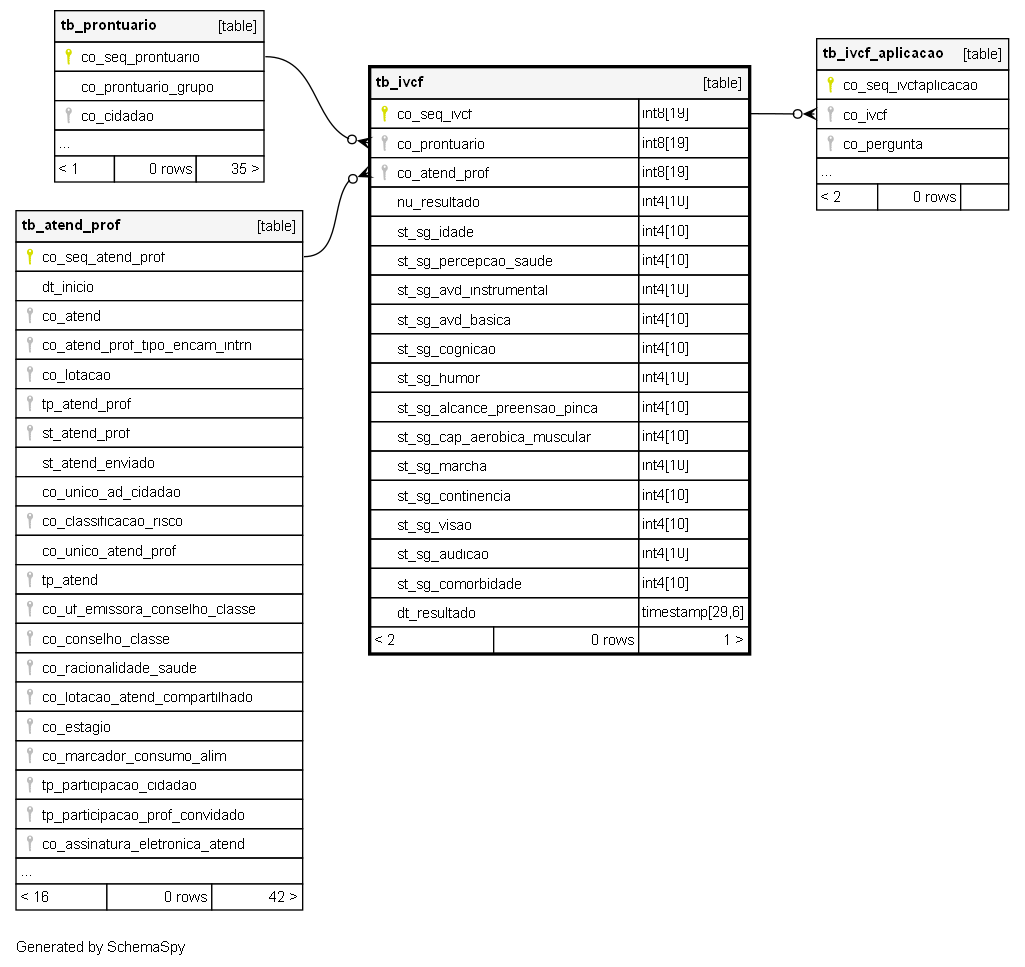 tb_prontuario [table]
co_seq_prontuario
co_prontuario_grupo
co_cidadao
...
< 1 0 rows 35 >
tb_atend_prof [table]
co_seq_atend_prof
dt_inicio
co_atend
co_atend_prof_tipo_encam_intrn
co_lotacao
tp_atend_prof
st_atend_prof
st_atend_enviado
co_unico_ad_cidadao
co_classificacao_risco
co_unico_atend_prof
tp_atend
co_uf_emissora_conselho_classe
co_conselho_classe
co_racionalidade_saude
co_lotacao_atend_compartilhado
co_estagio
co_marcador_consumo_alim
tp_participacao_cidadao
tp_participacao_prof_convidado
co_assinatura_eletronica_atend
...
< 16 0 rows 42 >
tb_ivcf [table]
co_seq_ivcf int8[19]
co_prontuario int8[19]
co_atend_prof int8[19]
nu_resultado int4[10]
st_sg_idade int4[10]
st_sg_percepcao_saude int4[10]
st_sg_avd_instrumental int4[10]
st_sg_avd_basica int4[10]
st_sg_cognicao int4[10]
st_sg_humor int4[10]
st_sg_alcance_preensao_pinca int4[10]
st_sg_cap_aerobica_muscular int4[10]
st_sg_marcha int4[10]
st_sg_continencia int4[10]
st_sg_visao int4[10]
st_sg_audicao int4[10]
st_sg_comorbidade int4[10]
dt_resultado timestamp[29,6]
< 2 0 rows 1 >
tb_ivcf_aplicacao [table]
co_seq_ivcfaplicacao
co_ivcf
co_pergunta
...
< 2 0 rows
Generated by SchemaSpy